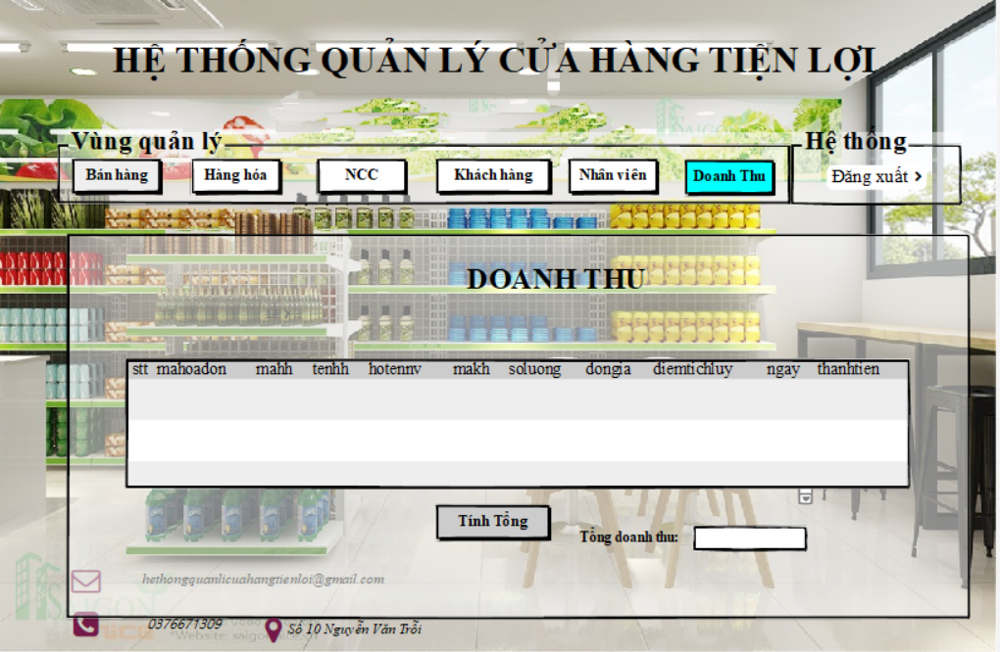 HỆ THỐNG QUẢN LÝ CỬA HÀNG TIỆN LỢI
Vùng quản lý
Hệ thống
Bán hàng
Hàng hóa
NCC
Khách hàng
Nhân viên
Doanh Thu
Đăng xuất >
DOANH THU
stt mahoadon mahh tenhh hotennv makh soluong dongia diemtichluy ngay thanhtien
Tính Tổng
Tổng doanh thu:
hethongquanlicuahangtienloi@gmail.com
SAIGON
0376671309
Số 10 Nguyễn Văn Trỗi